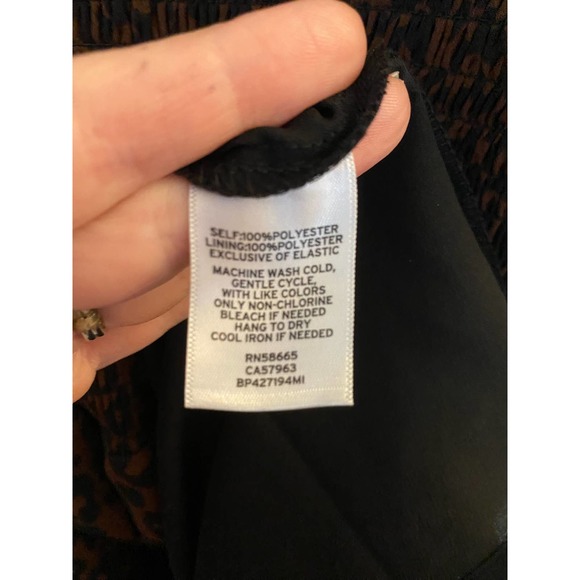 SELF:100%POLYESTER
LINING:100%POLYESTER
EXCLUSIVE OF ELASTIC
MACHINE WASH COLD,
GENTLE CYCLE,
WITH LIKE COLORS
ONLY NON-CHLORINE
BLEACH IF NEEDED
HANG TO DRY
COOL IRON IF NEEDED
RN58665
CA57963
BP427194MI